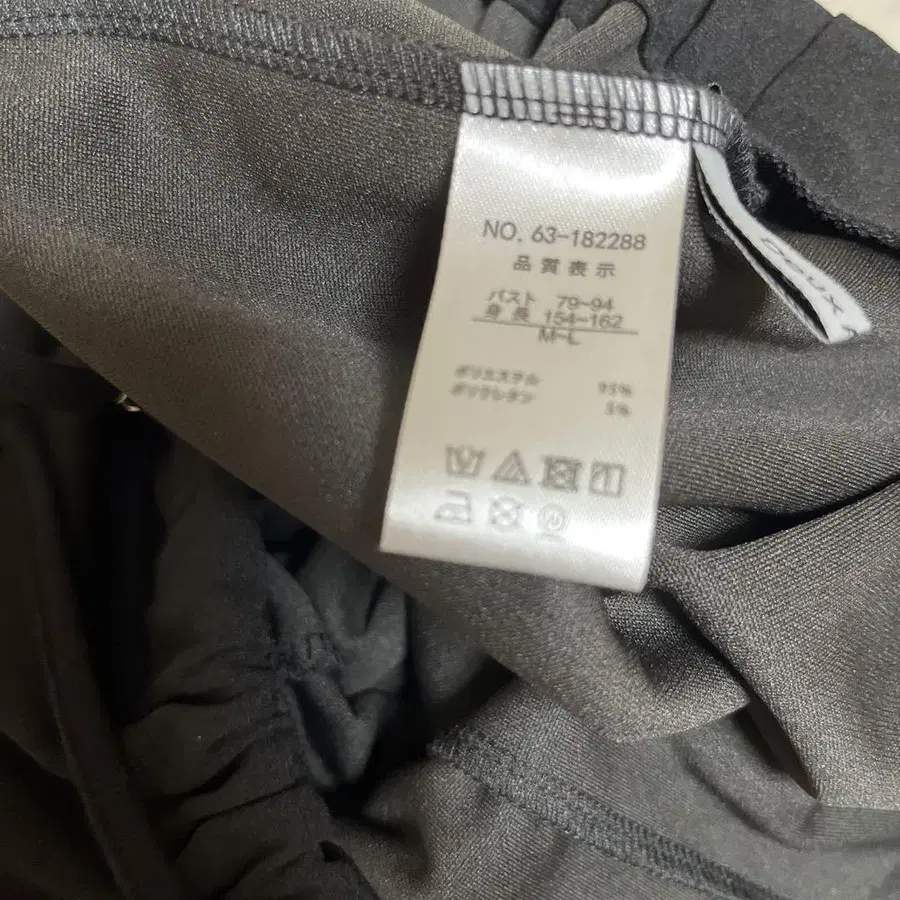 NO. 63-182288
品質表示
バスト 79-94
身長 154-162
M-L
ポリエステル 95%
ポリウレタン 5%
DOUX A